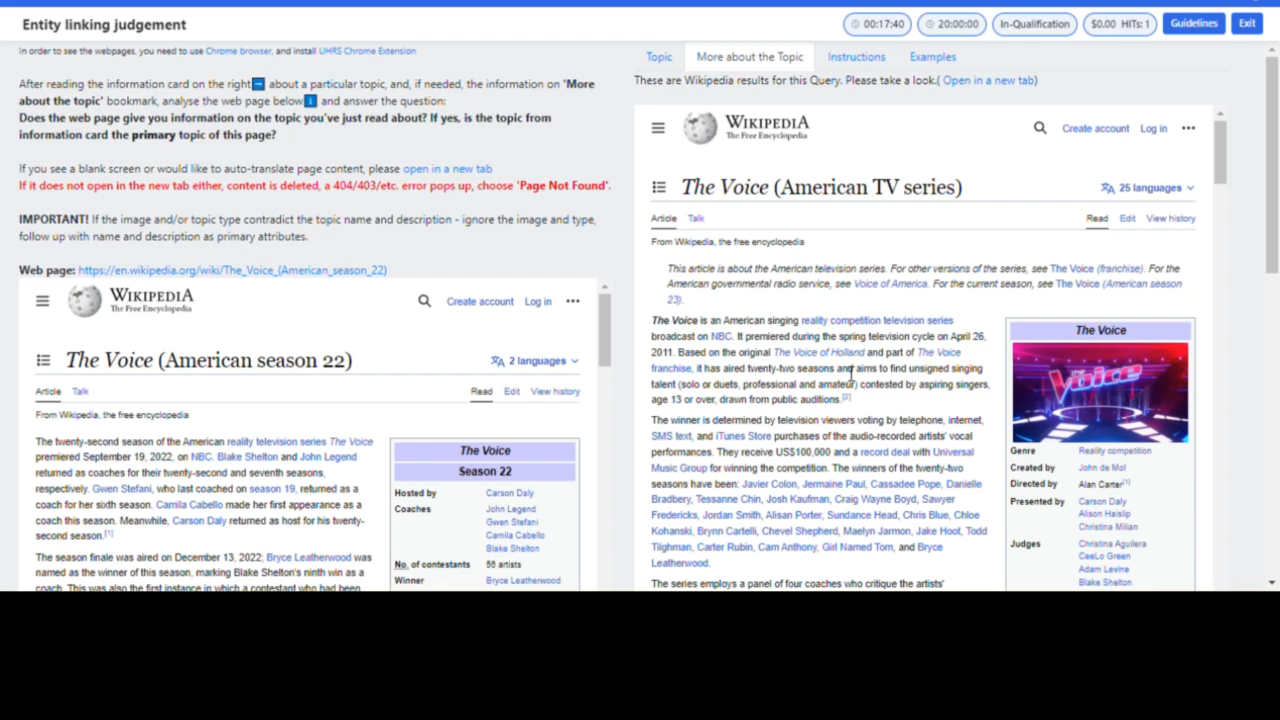 Entity linking judgement
00:17:40
20:00:00
In-Qualification
$0.00 HITs: 1
Guidelines
Exit
In order to see the webpages, you need to use Chrome browser, and install UHRS Chrome Extension
After reading the information card on the right about a particular topic, and, if needed, the information on "More
about the topic" bookmark, analyse the web page below and answer the question:
Does the web page give you information on the topic you've just read about? If yes, is the topic from
information card the primary topic of this page?
If you see a blank screen or would like to auto-translate page content, please open in a new tab
If it does not open in the new tab either, content is deleted, a 404/403/etc. error pops up, choose 'Page Not Found'.
IMPORTANT! If the image and/or topic type contradict the topic name and description - ignore the image and type,
follow up with name and description as primary attributes.
Web page: https://en.wikipedia.org/wiki/The_Voice_(American_season_22)
WIKIPEDIA
The Free Encyclopedia
Create account
Log in
The Voice (American season 22)
2 languages
Article
Talk
Read
Edit
View history
From Wikipedia, the free encyclopedia
The twenty-second season of the American reality television series The Voice
premiered September 19, 2022, on NBC. Blake Shelton and John Legend
returned as coaches for their twenty-second and seventh seasons,
respectively. Gwen Stefani, who last coached on season 19, returned as a
coach for her sixth season. Camila Cabello made her first appearance as a
coach this season. Meanwhile, Carson Daly returned as host for his twenty-
second season.[1]
The season finale was aired on December 13, 2022; Bryce Leatherwood was
named as the winner of this season, marking Blake Shelton's ninth win as a
coach. This was also the first instance in which a contestant who had been
The Voice
Season 22
Hosted by
Carson Daly
Coaches
John Legend
Gwen Stefani
Camila Cabello
Blake Shelton
No. of contestants
56 artists
Winner
Bryce Leatherwood
Topic
More about the Topic
Instructions
Examples
These are Wikipedia results for this Query. Please take a look.( Open in a new tab)
WIKIPEDIA
The Free Encyclopedia
Create account
Log in
The Voice (American TV series)
25 languages
Article
Talk
Read
Edit
View history
From Wikipedia, the free encyclopedia
This article is about the American television series. For other versions of the series, see The Voice (franchise). For the
American governmental radio service, see Voice of America. For the current season, see The Voice (American season
23).
The Voice is an American singing reality competition television series
broadcast on NBC. It premiered during the spring television cycle on April 26,
2011. Based on the original The Voice of Holland and part of The Voice
franchise, it has aired twenty-two seasons and aims to find unsigned singing
talent (solo or duets, professional and amateur) contested by aspiring singers,
age 13 or over, drawn from public auditions.[2]
The winner is determined by television viewers voting by telephone, internet,
SMS text, and iTunes Store purchases of the audio-recorded artists' vocal
performances. They receive US$100,000 and a record deal with Universal
Music Group for winning the competition. The winners of the twenty-two
seasons have been: Javier Colon, Jermaine Paul, Cassadee Pope, Danielle
Bradbery, Tessanne Chin, Josh Kaufman, Craig Wayne Boyd, Sawyer
Fredericks, Jordan Smith, Alisan Porter, Sundance Head, Chris Blue, Chloe
Kohanski, Brynn Cartelli, Chevel Shepherd, Maelyn Jarmon, Jake Hoot, Todd
Tilghman, Carter Rubin, Cam Anthony, Girl Named Tom, and Bryce
Leatherwood.
The series employs a panel of four coaches who critique the artists'
The Voice
The Voice
Genre
Reality competition
Created by
John de Mol
Directed by
Alan Carter[1]
Presented by
Carson Daly
Alison Haislip
Christina Milian
Judges
Christina Aguilera
CeeLo Green
Adam Levine
Blake Shelton